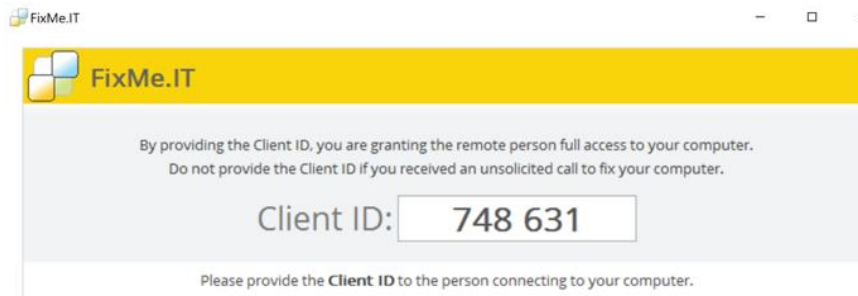 FixMe.IT
FixMe.IT
By providing the Client ID, you are granting the remote person full access to your computer.
Do not provide the Client ID if you received an unsolicited call to fix your computer.
Client ID: 748 631
Please provide the Client ID to the person connecting to your computer.